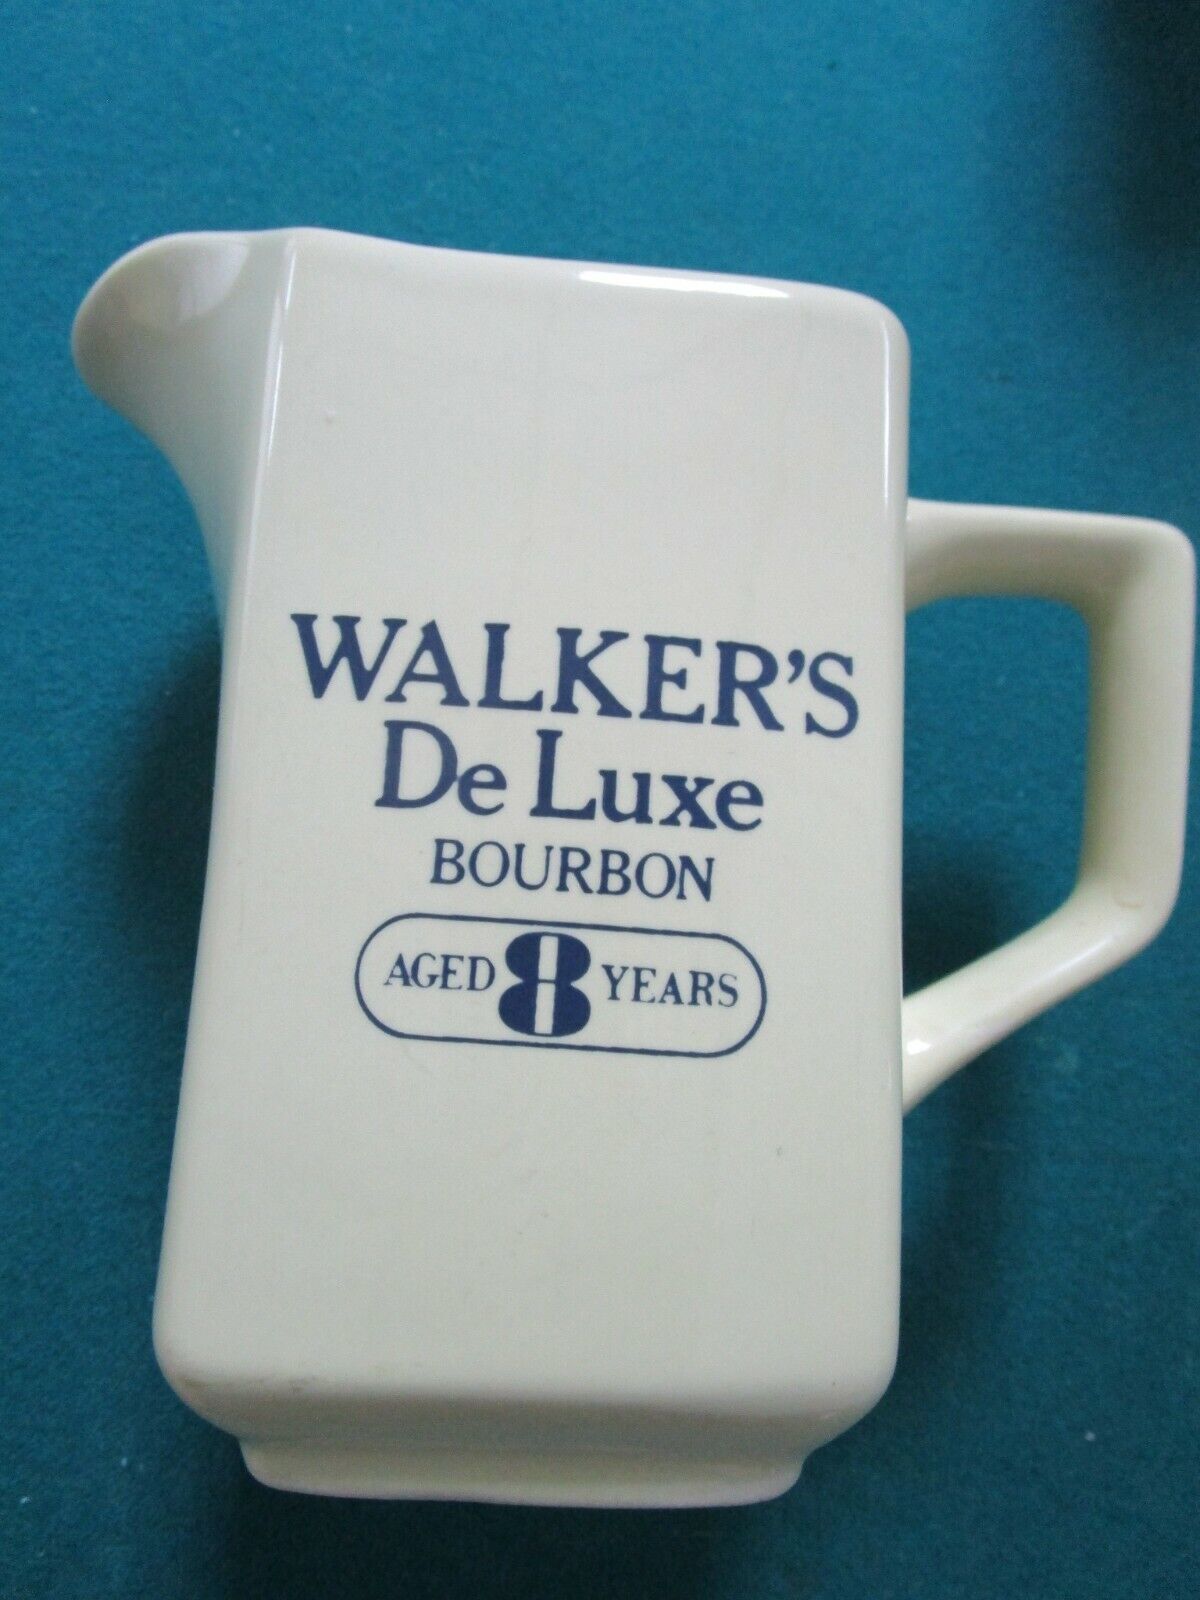 WALKER'S
De Luxe
BOURBON
AGED 8 YEARS